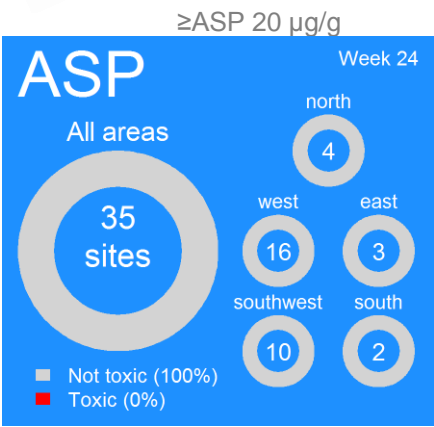 ≥ASP 20 µg/g
ASP
Week 24
All areas
35
sites
north
4
west
16
east
3
southwest
10
south
2
Not toxic (100%)
Toxic (0%)